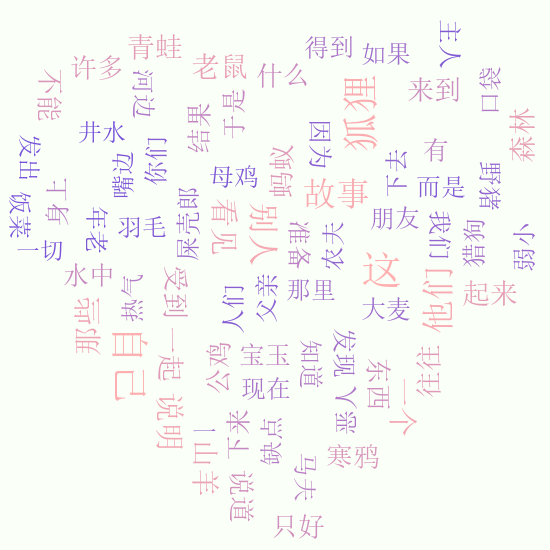 主人
得到
如果
青蛙
许多
老鼠
什么
来到
口袋
不能
河边
于是
狐狸
森林
结果
井水
因为
有
发出
你们
嘴边
母鸡
蚂蚁
下去
而是
野猪
饭菜
身上
故事
一切
年老
羽毛
屎壳郎
看见
别人
准备
农夫
朋友
我们
猎狗
弱小
水中
热气
受到
人们
父亲
那里
这
大麦
他们
起来
那些
自己
一起
公鸡
宝玉
现在
知道
发现
恶人
东西
一个
往往
说明
一
山羊
下来
缺点
说道
马夫
寒鸦
只好